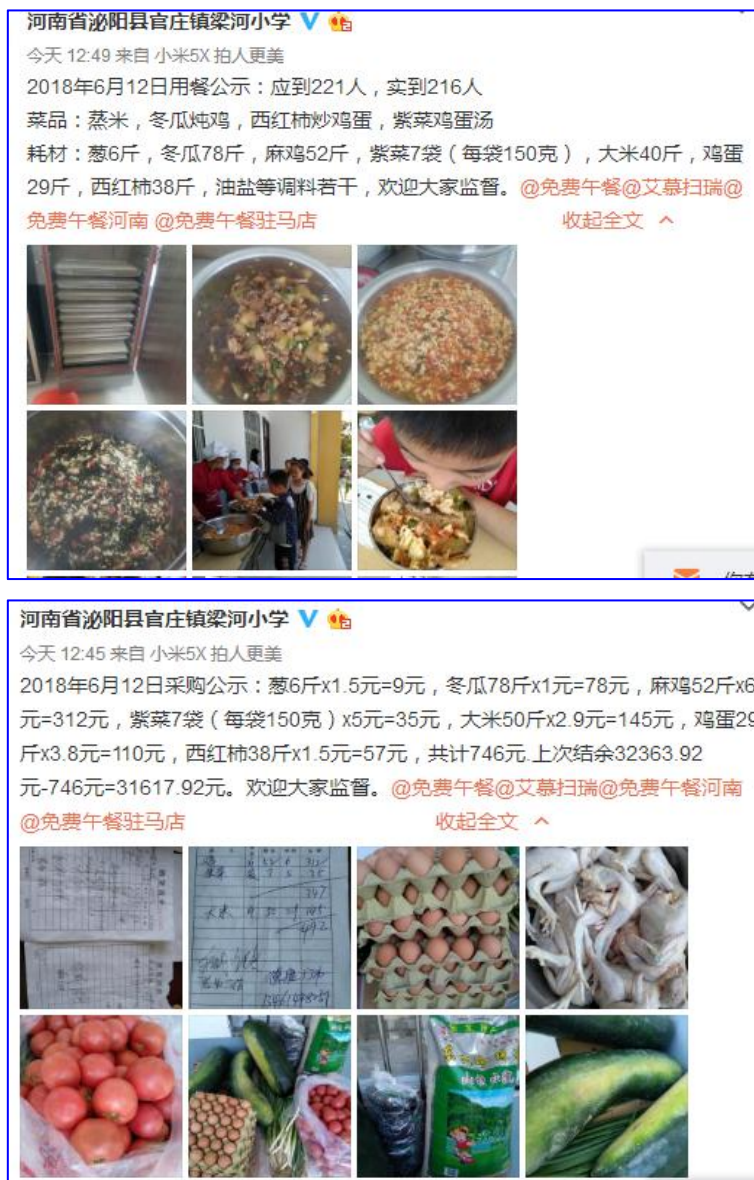 河南省泌阳县官庄镇梁河小学
今天 12:49 来自 小米5X 拍人更美
2018年6月12日用餐公示：应到221人，实到216人
菜品：蒸米，冬瓜炖鸡，西红柿炒鸡蛋，紫菜鸡蛋汤
耗材：葱6斤，冬瓜78斤，麻鸡52斤，紫菜7袋（每袋150克），大米40斤，鸡蛋
29斤，西红柿38斤，油盐等调料若干，欢迎大家监督。@免费午餐@艾慕扫瑞@
免费午餐河南 @免费午餐驻马店 收起全文
河南省泌阳县官庄镇梁河小学
今天 12:45 来自 小米5X 拍人更美
2018年6月12日采购公示：葱6斤x1.5元=9元，冬瓜78斤x1元=78元，麻鸡52斤x6
元=312元，紫菜7袋（每袋150克）x5元=35元，大米50斤x2.9元=145元，鸡蛋29
斤x3.8元=110元，西红柿38斤x1.5元=57元，共计746元.上次结余32363.92
元-746元=31617.92元。欢迎大家监督。@免费午餐@艾慕扫瑞@免费午餐河南
@免费午餐驻马店 收起全文